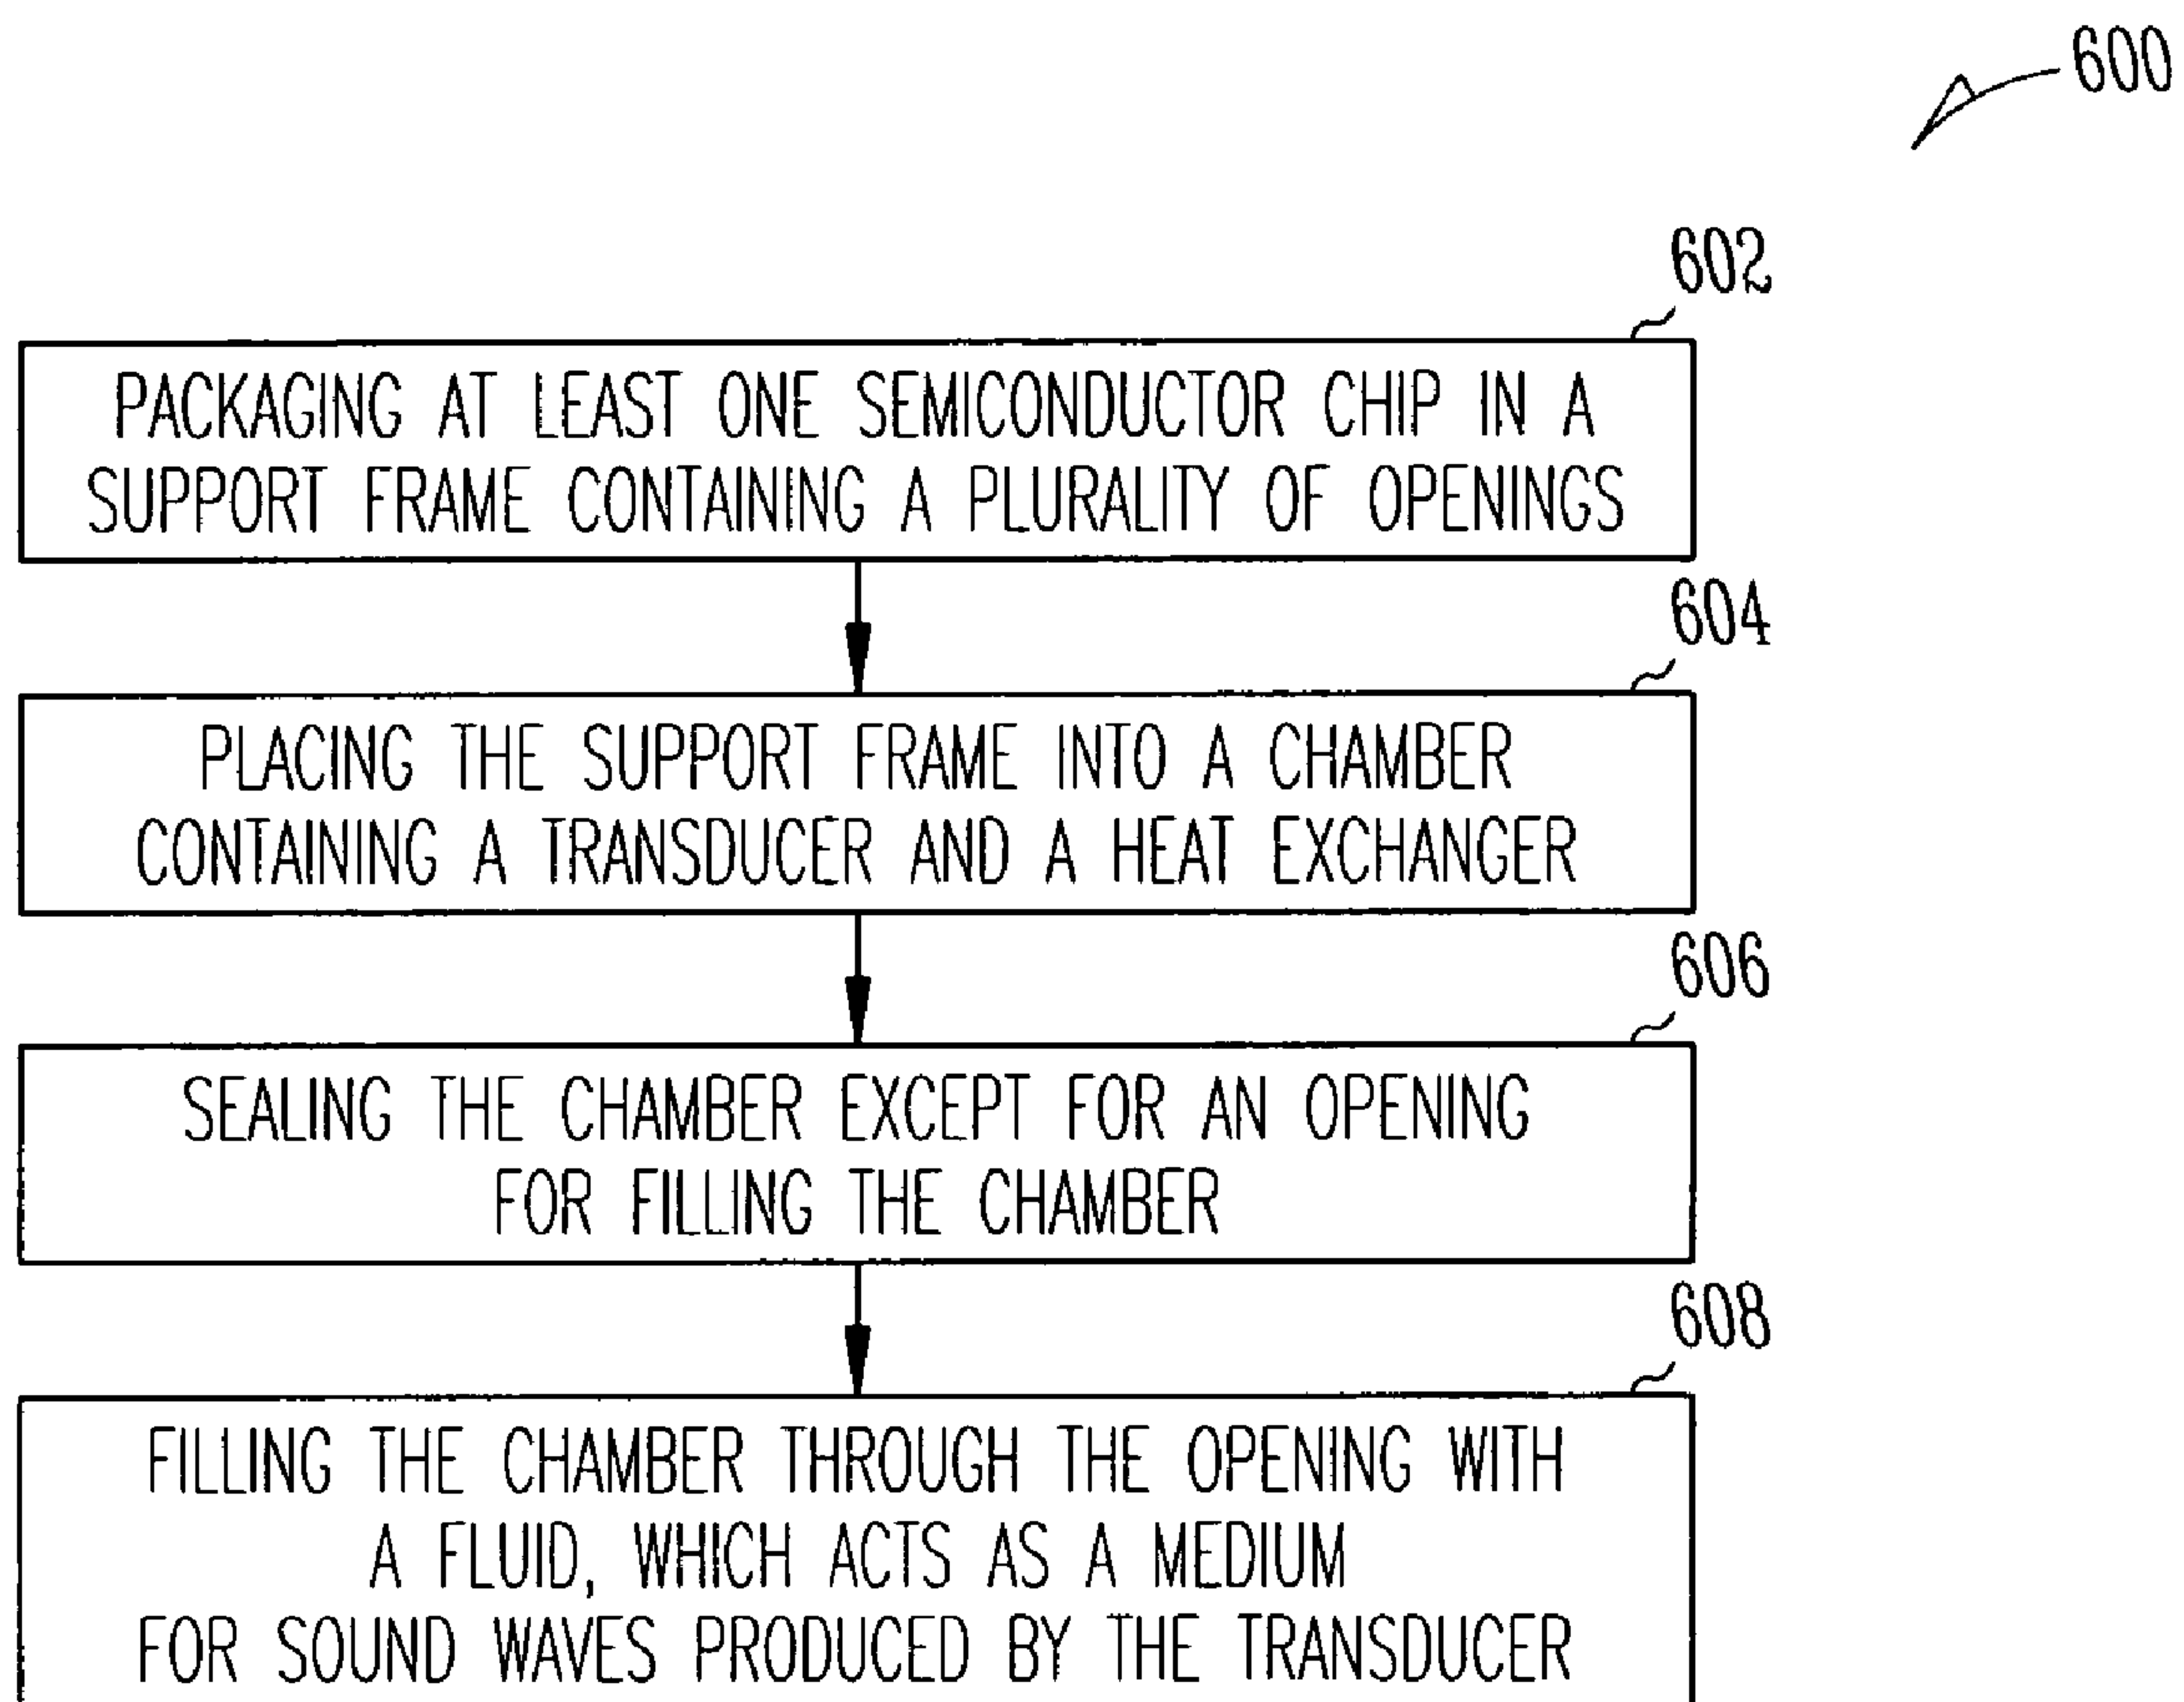 600
602
PACKAGING AT LEAST ONE SEMICONDUCTOR CHIP IN A
SUPPORT FRAME CONTAINING A PLURALITY OF OPENINGS
604
PLACING THE SUPPORT FRAME INTO A CHAMBER
CONTAINING A TRANSDUCER AND A HEAT EXCHANGER
606
SEALING THE CHAMBER EXCEPT FOR AN OPENING
FOR FILLING THE CHAMBER
608
FILLING THE CHAMBER THROUGH THE OPENING WITH
A FLUID, WHICH ACTS AS A MEDIUM
FOR SOUND WAVES PRODUCED BY THE TRANSDUCER